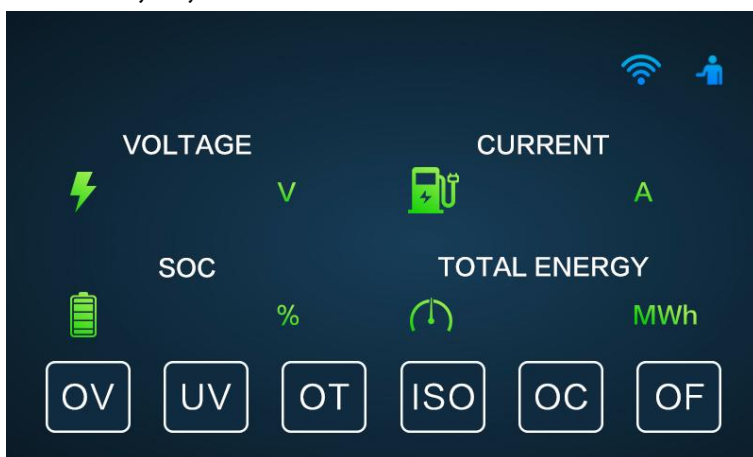 VOLTAGE CURRENT
V A
SOC TOTAL ENERGY
% MWh
OV UV OT ISO OC OF